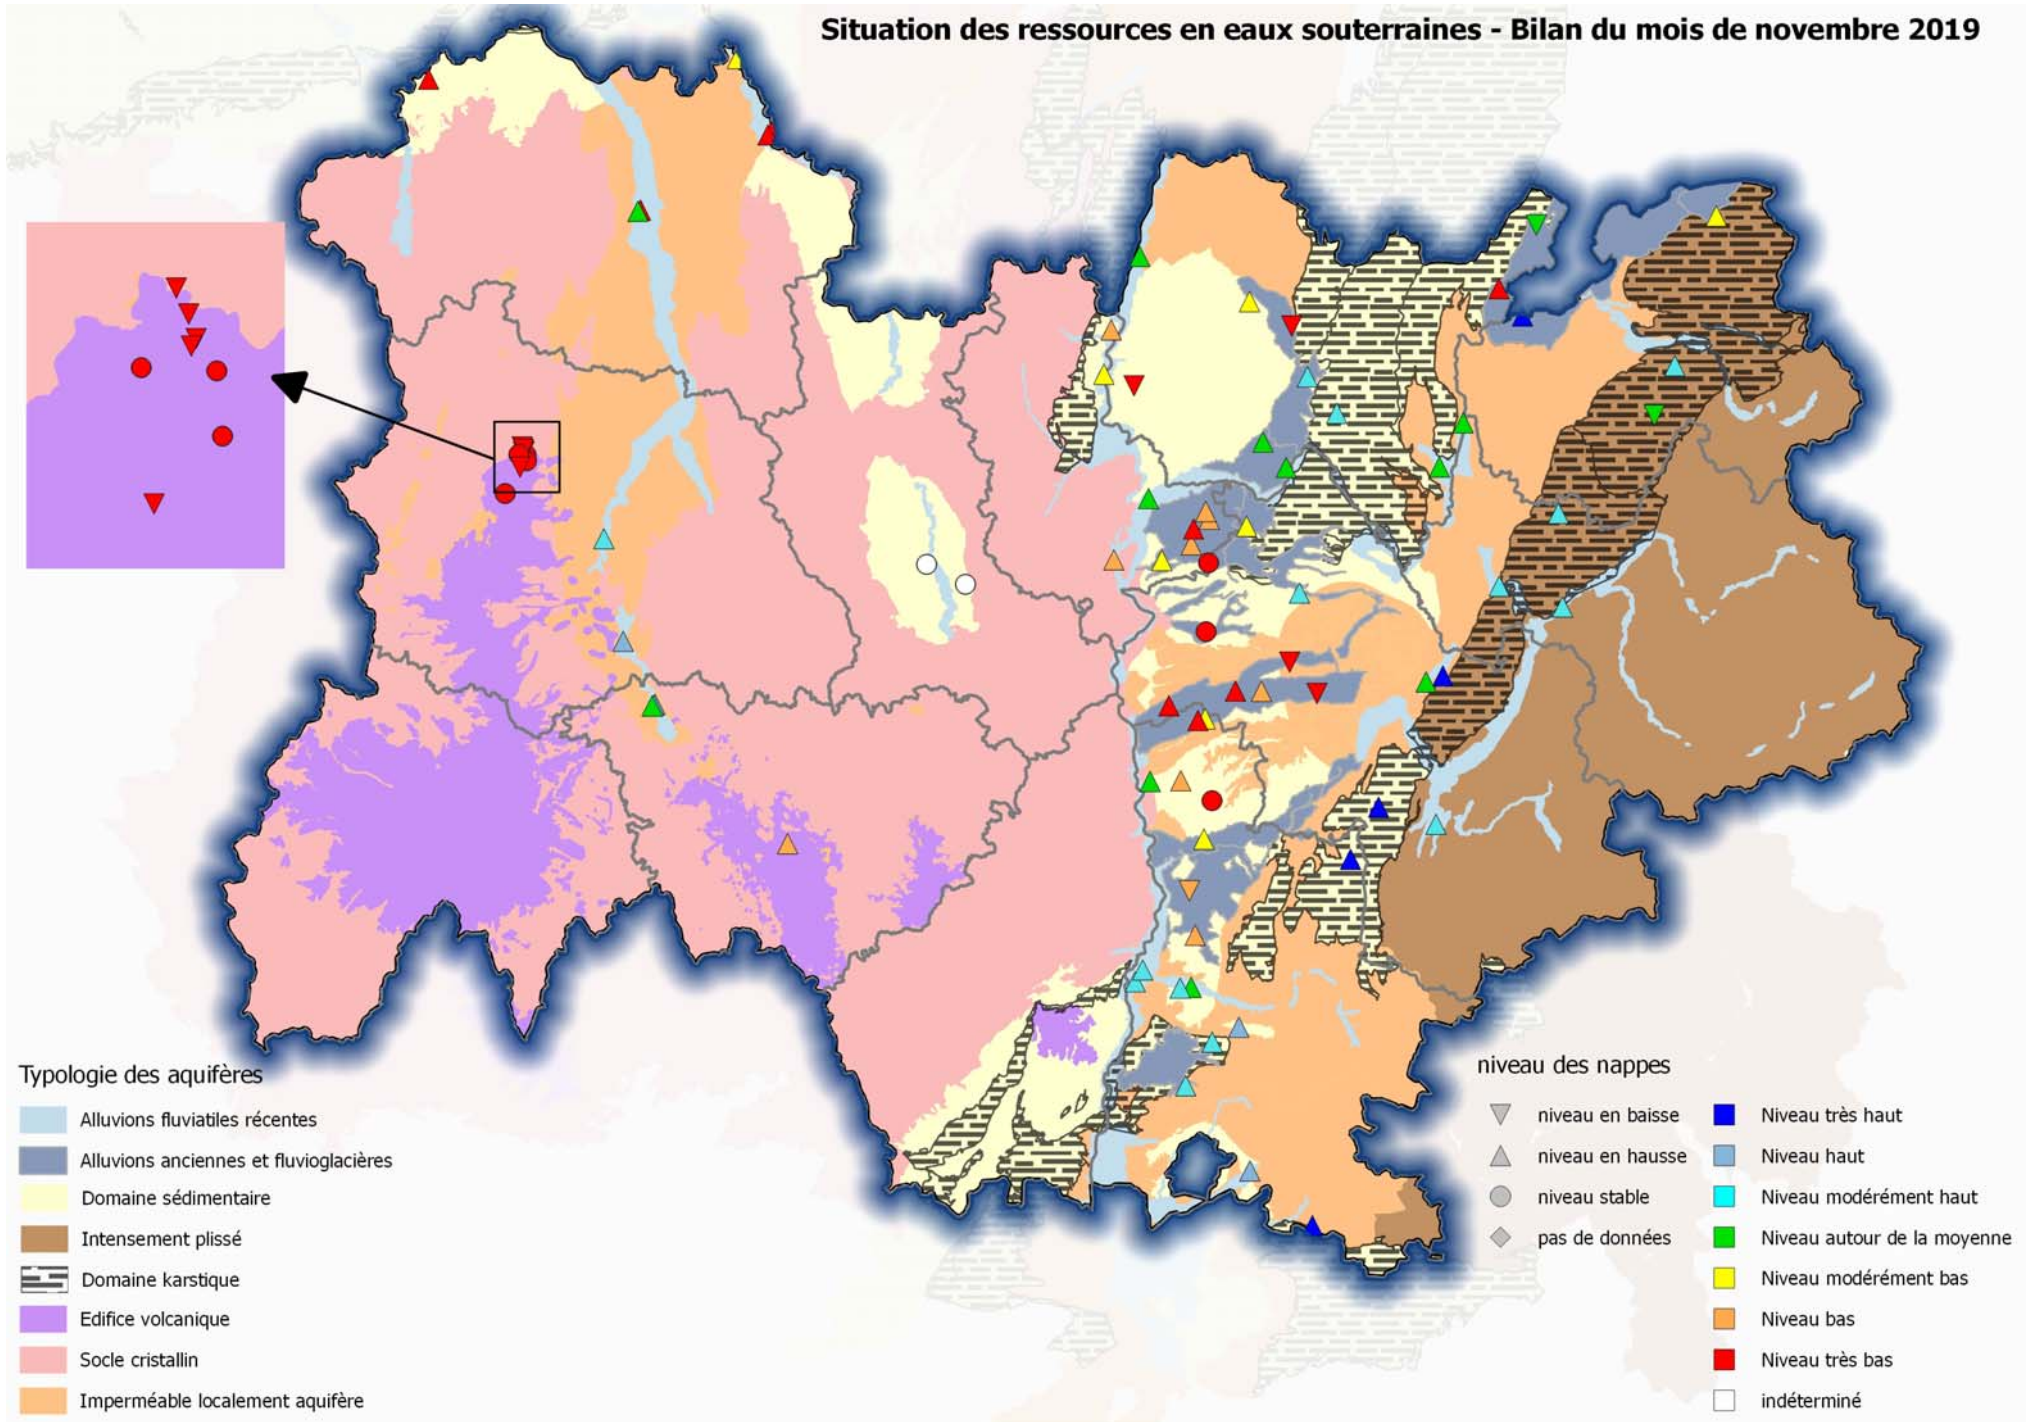 Situation des ressources en eaux souterraines - Bilan du mois de novembre 2019
Typologie des aquifères
Alluvions fluviatiles récentes
Alluvions anciennes et fluvioglacières
Domaine sédimentaire
Intensement plissé
Domaine karstique
Edifice volcanique
Socle cristallin
Imperméable localement aquifère
niveau des nappes
niveau en baisse
niveau en hausse
niveau stable
pas de données
Niveau très haut
Niveau haut
Niveau modérément haut
Niveau autour de la moyenne
Niveau modérément bas
Niveau bas
Niveau très bas
indéterminé